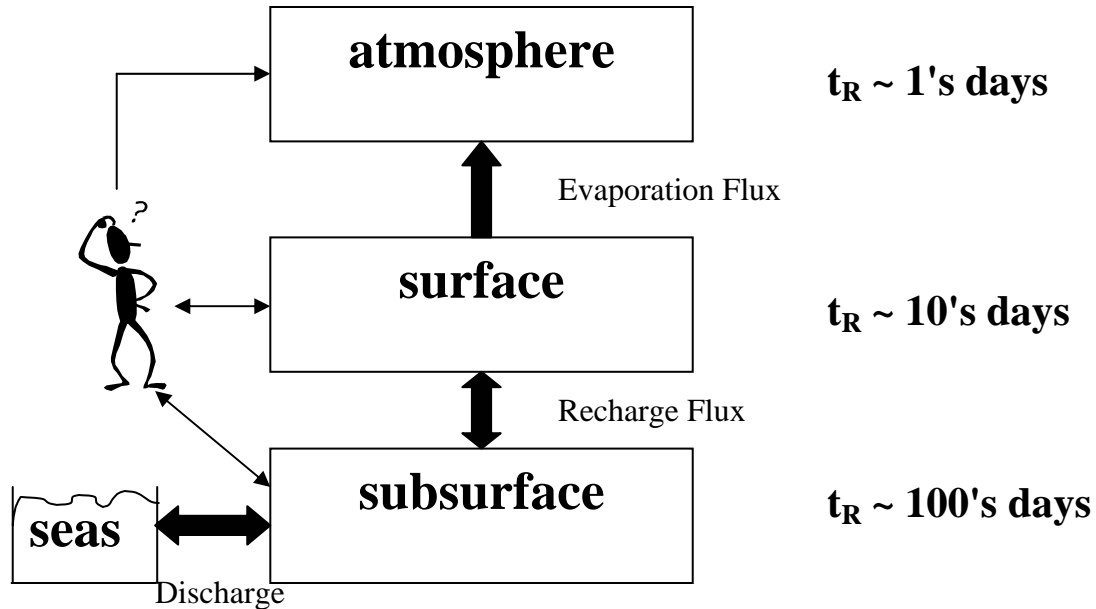 atmosphere
t_R ~ 1's days
Evaporation Flux
?
surface
t_R ~ 10's days
Recharge Flux
subsurface
t_R ~ 100's days
seas
Discharge